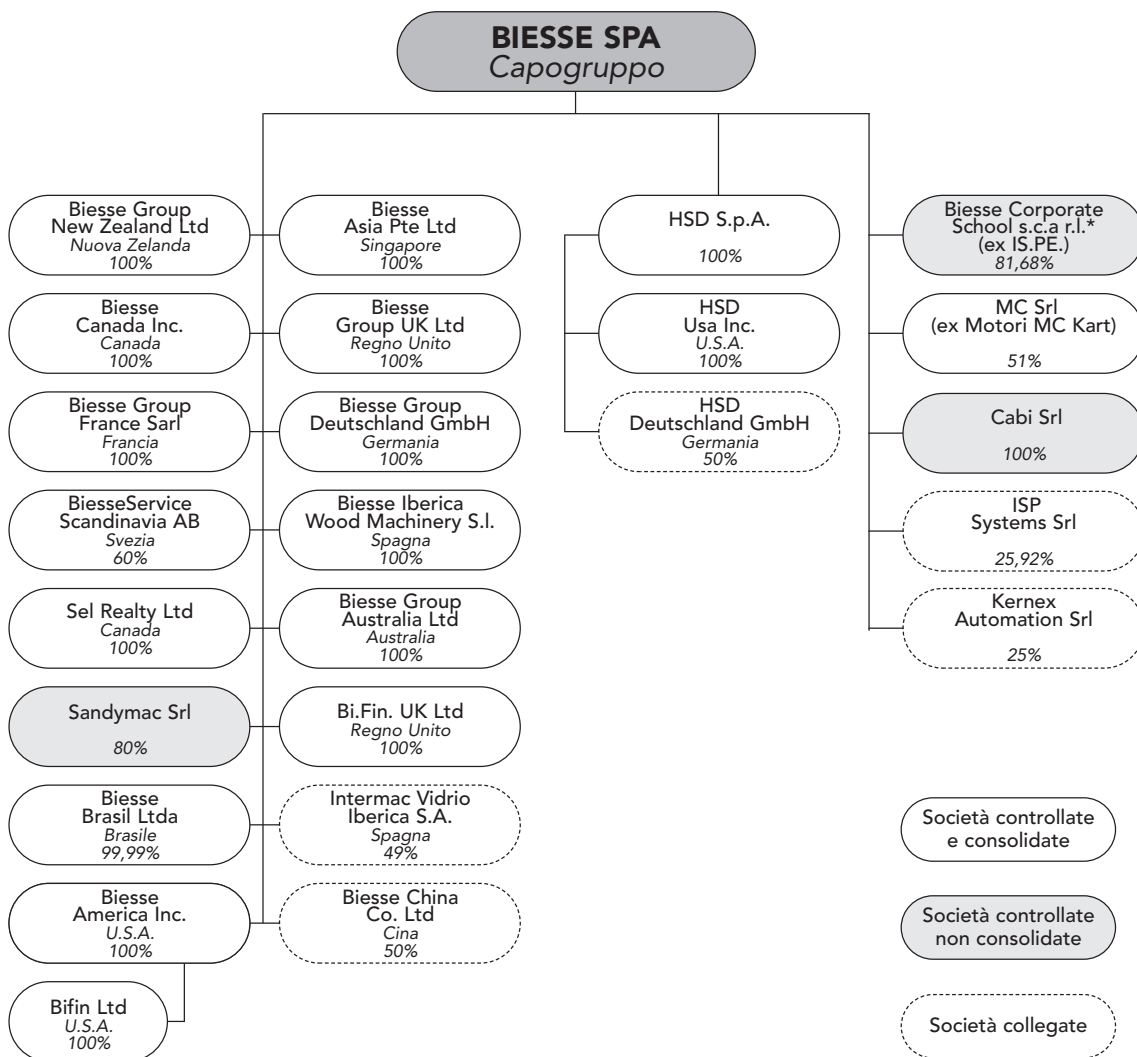 BIESSE SPA
Capogruppo
Biesse Group
New Zealand Ltd
Nuova Zelanda
100%
Biesse
Asia Pte Ltd
Singapore
100%
HSD S.p.A.
100%
Biesse Corporate
School s.c.a r.l.*
(ex IS.PE.)
81,68%
Biesse
Canada Inc.
Canada
100%
Biesse
Group UK Ltd
Regno Unito
100%
HSD
Usa Inc.
U.S.A.
100%
MC Srl
(ex Motori MC Kart)
51%
Biesse Group
France Sarl
Francia
100%
Biesse Group
Deutschland GmbH
Germania
100%
HSD
Deutschland GmbH
Germania
50%
Cabi Srl
100%
BiesseService
Scandinavia AB
Svezia
60%
Biesse Iberica
Wood Machinery S.l.
Spagna
100%
ISP
Systems Srl
25,92%
Sel Realty Ltd
Canada
100%
Biesse Group
Australia Ltd
Australia
100%
Kernex
Automation Srl
25%
Sandymac Srl
80%
Bi.Fin. UK Ltd
Regno Unito
100%
Biesse
Brasil Ltda
Brasile
99,99%
Intermac Vidrio
Iberica S.A.
Spagna
49%
Società controllate
e consolidate
Biesse
America Inc.
U.S.A.
100%
Biesse China
Co. Ltd
Cina
50%
Società controllate
non consolidate
Bifin Ltd
U.S.A.
100%
Società collegate